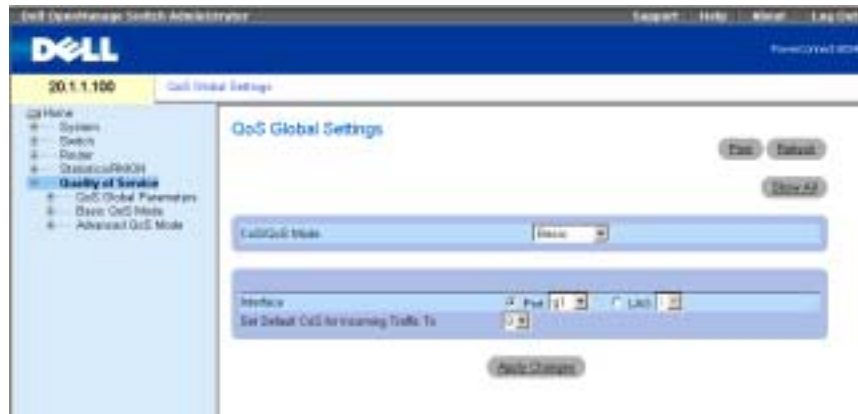 Dell OpenManage Switch Administrator
Support Help About Log Out
DELL
20.1.1.100
QoS Global Settings
Home
System
Switch
Router
Statistics/RMON
Quality of Service
QoS Global Parameters
Basic QoS Mode
Advanced QoS Mode
QoS Global Settings
Print Refresh
Show All
CoS/QoS Mode Basic
Interface Port g1 LAG
Set Default CoS for Incoming Traffic To 0
Apply Changes